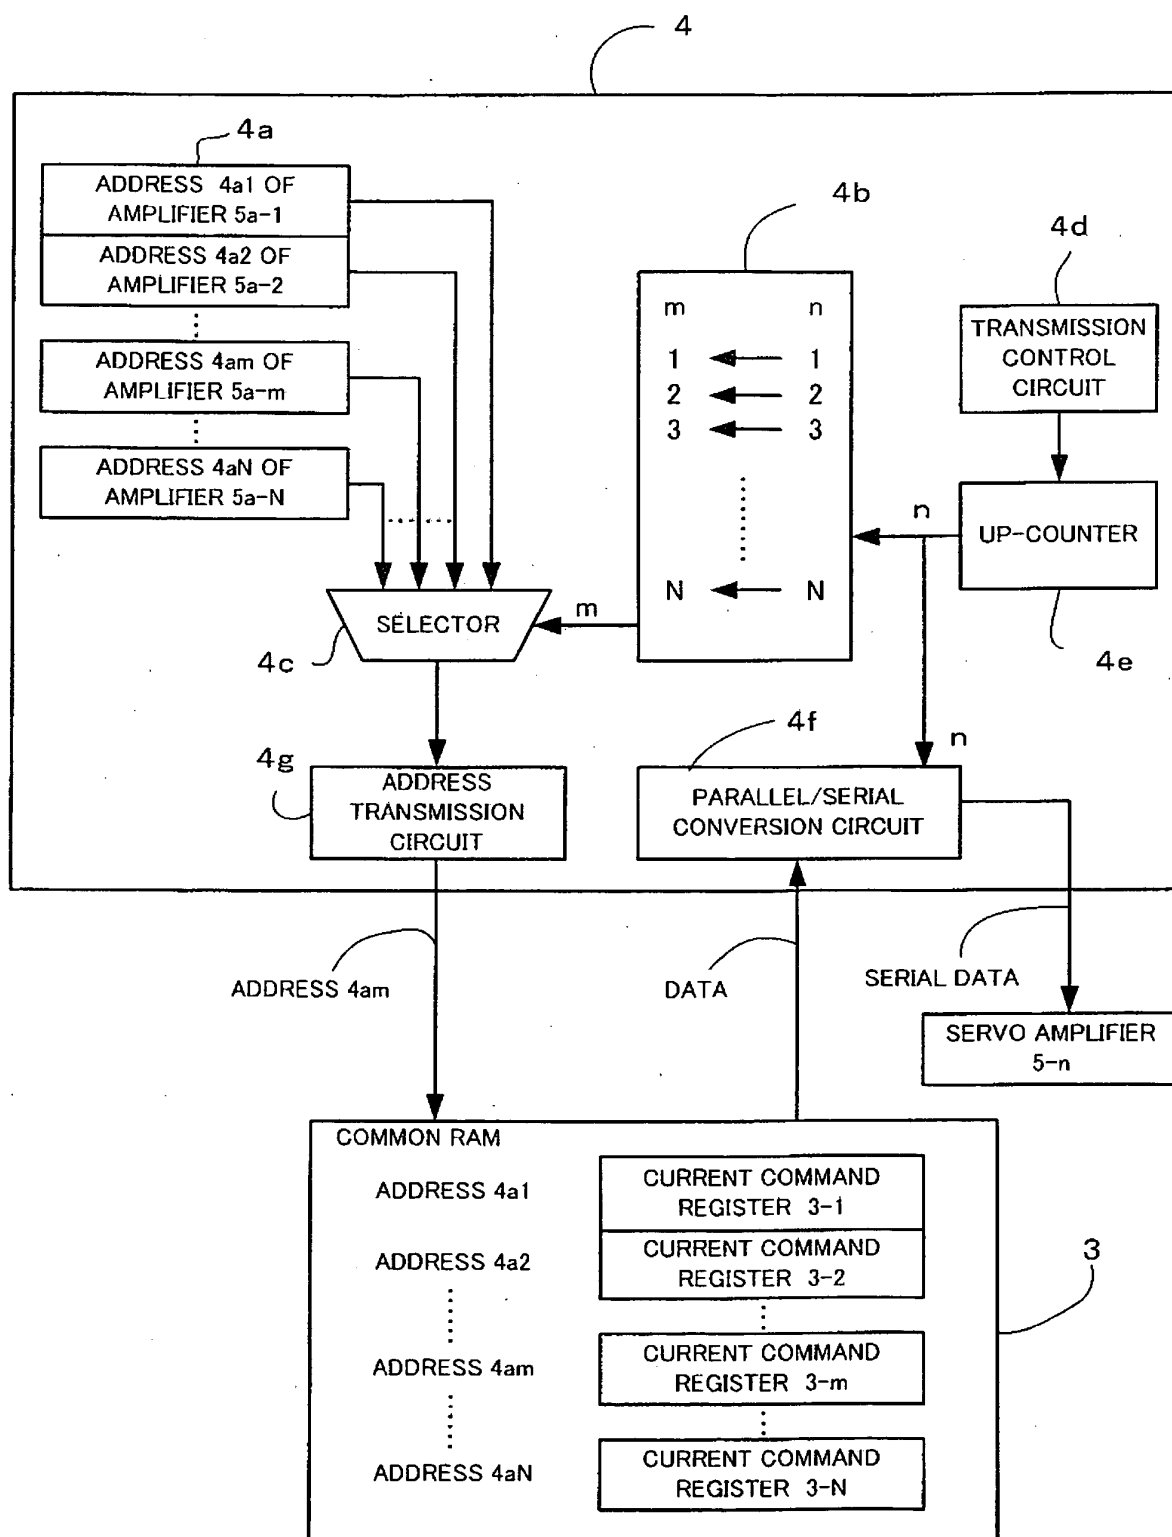 4
4a
ADDRESS 4a1 OF
AMPLIFIER 5a-1
ADDRESS 4a2 OF
AMPLIFIER 5a-2
ADDRESS 4am OF
AMPLIFIER 5a-m
ADDRESS 4aN OF
AMPLIFIER 5a-N
4b
m n
1 1
2 2
3 3
N N
4d
TRANSMISSION
CONTROL
CIRCUIT
n
UP-COUNTER
4e
m
SELECTOR
4c
4g
ADDRESS
TRANSMISSION
CIRCUIT
4f
n
PARALLEL/SERIAL
CONVERSION CIRCUIT
ADDRESS 4am
DATA
SERIAL DATA
SERVO AMPLIFIER
5-n
COMMON RAM
ADDRESS 4a1
CURRENT COMMAND
REGISTER 3-1
ADDRESS 4a2
CURRENT COMMAND
REGISTER 3-2
3
ADDRESS 4am
CURRENT COMMAND
REGISTER 3-m
ADDRESS 4aN
CURRENT COMMAND
REGISTER 3-N